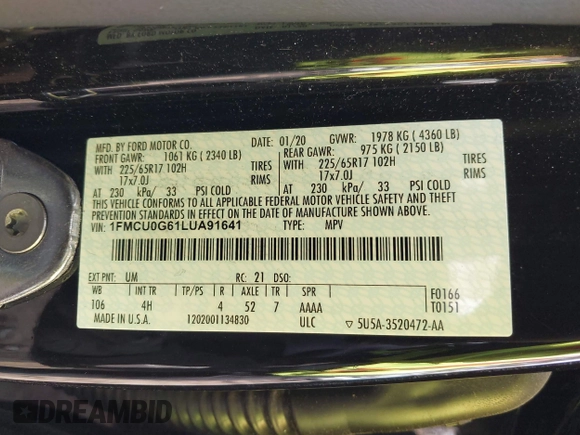 MFD. BY FORD MOTOR CO. DATE: 01/20 GVWR: 1978 KG ( 4360 LB)
FRONT GAWR: 1061 KG ( 2340 LB) REAR GAWR: 975 KG ( 2150 LB)
WITH 225/65R17 102H TIRES WITH 225/65R17 102H TIRES
17x7.0J RIMS 17x7.0J RIMS
AT 230 kPa/ 33 PSI COLD AT 230 kPa/ 33 PSI COLD
THIS VEHICLE CONFORMS TO ALL APPLICABLE FEDERAL MOTOR VEHICLE SAFETY AND THEFT
PREVENTION STANDARDS IN EFFECT ON THE DATE OF MANUFACTURE SHOWN ABOVE.
VIN: 1FMCU0G61LUA91641 TYPE: MPV
EXT PNT: UM RC: 21 DSO:
WB INT TR TP/PS R AXLE TR SPR F0166
106 4H 4 52 7 AAAA T0151
MADE IN U.S.A. 1202001134830 ULC ▽ 5U5A-3520472-AA
DREAMBID